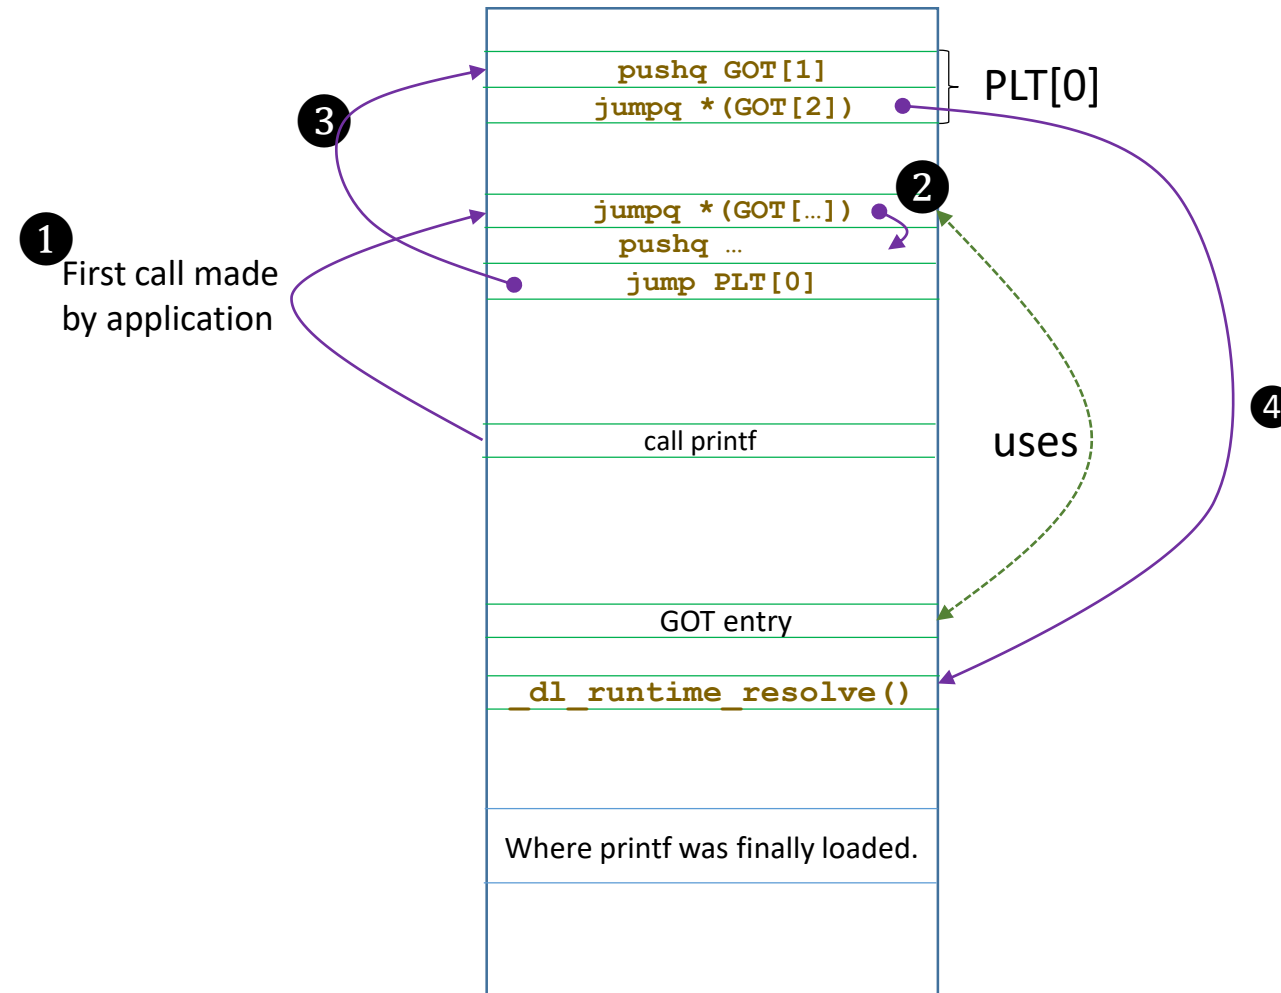 pushq GOT[1]
jumpq *(GOT[2])
PLT[0]
3
2
jumpq *(GOT[…])
pushq …
jump PLT[0]
1
First call made
by application
call printf
uses
4
GOT entry
_dl_runtime_resolve()
Where printf was finally loaded.